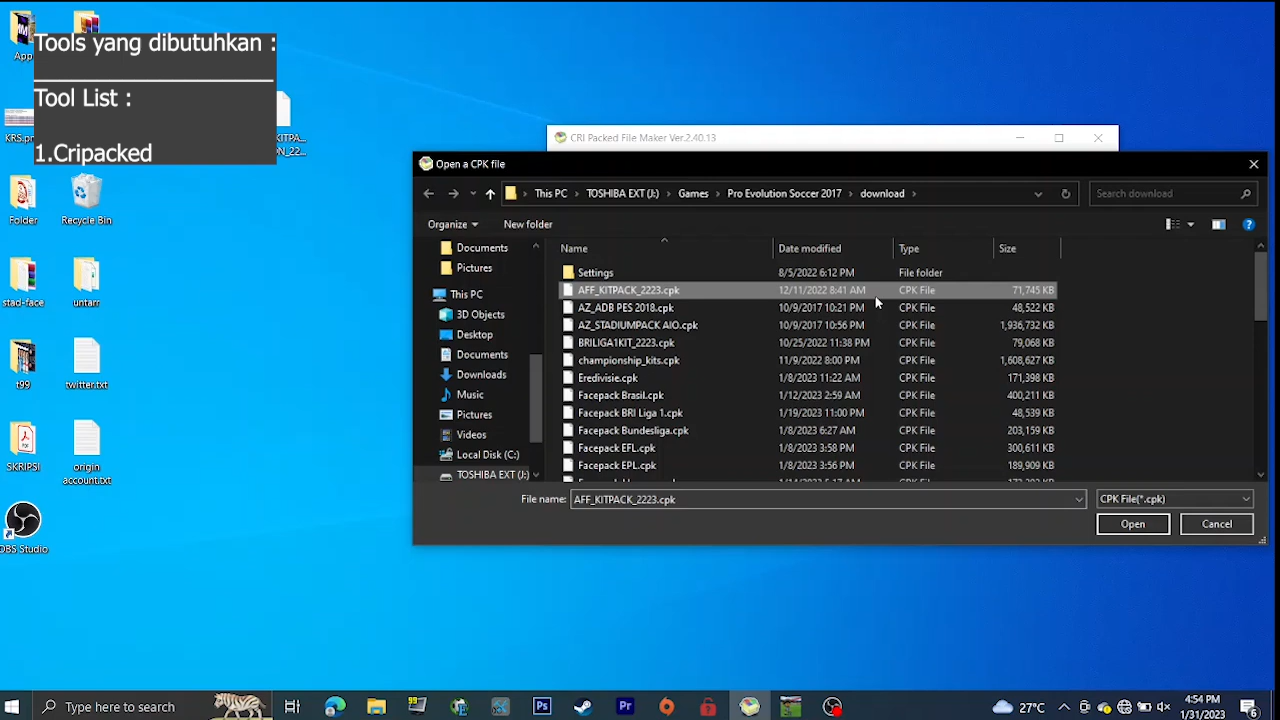 Tools yang dibutuhkan :
Tool List :
1.Cripacked
App
KRS.pn
KITPA...
ON_22...
Folder
Recycle Bin
stad-face
untarr
t99
twitter.txt
SKRIPSI
origin
account.txt
OBS Studio
CRI Packed File Maker Ver.2.40.13
Open a CPK file
This PC > TOSHIBA EXT (J:) > Games > Pro Evolution Soccer 2017 > download >
Search download
Organize
New folder
Documents
Pictures
This PC
3D Objects
Desktop
Documents
Downloads
Music
Pictures
Videos
Local Disk (C:)
TOSHIBA EXT (J:)
Name Date modified Type Size
Settings 8/5/2022 6:12 PM File folder
AFF_KITPACK_2223.cpk 12/11/2022 8:41 AM CPK File 71,745 KB
AZ_ADB PES 2018.cpk 10/9/2017 10:21 PM CPK File 48,522 KB
AZ_STADIUMPACK AIO.cpk 10/9/2017 10:56 PM CPK File 1,936,732 KB
BRILIGA1KIT_2223.cpk 10/25/2022 11:38 PM CPK File 79,068 KB
championship_kits.cpk 11/9/2022 8:00 PM CPK File 1,608,627 KB
Eredivisie.cpk 1/8/2023 11:22 AM CPK File 171,398 KB
Facepack Brasil.cpk 1/12/2023 2:59 AM CPK File 400,211 KB
Facepack BRI Liga 1.cpk 1/19/2023 11:00 PM CPK File 48,539 KB
Facepack Bundesliga.cpk 1/8/2023 6:27 AM CPK File 203,159 KB
Facepack EFL.cpk 1/8/2023 3:58 PM CPK File 300,611 KB
Facepack EPL.cpk 1/8/2023 3:56 PM CPK File 189,909 KB
File name: AFF_KITPACK_2223.cpk
CPK File(*.cpk)
Open
Cancel
Type here to search
99
Ps
Pr
27°C
4:54 PM
1/31/2023
6